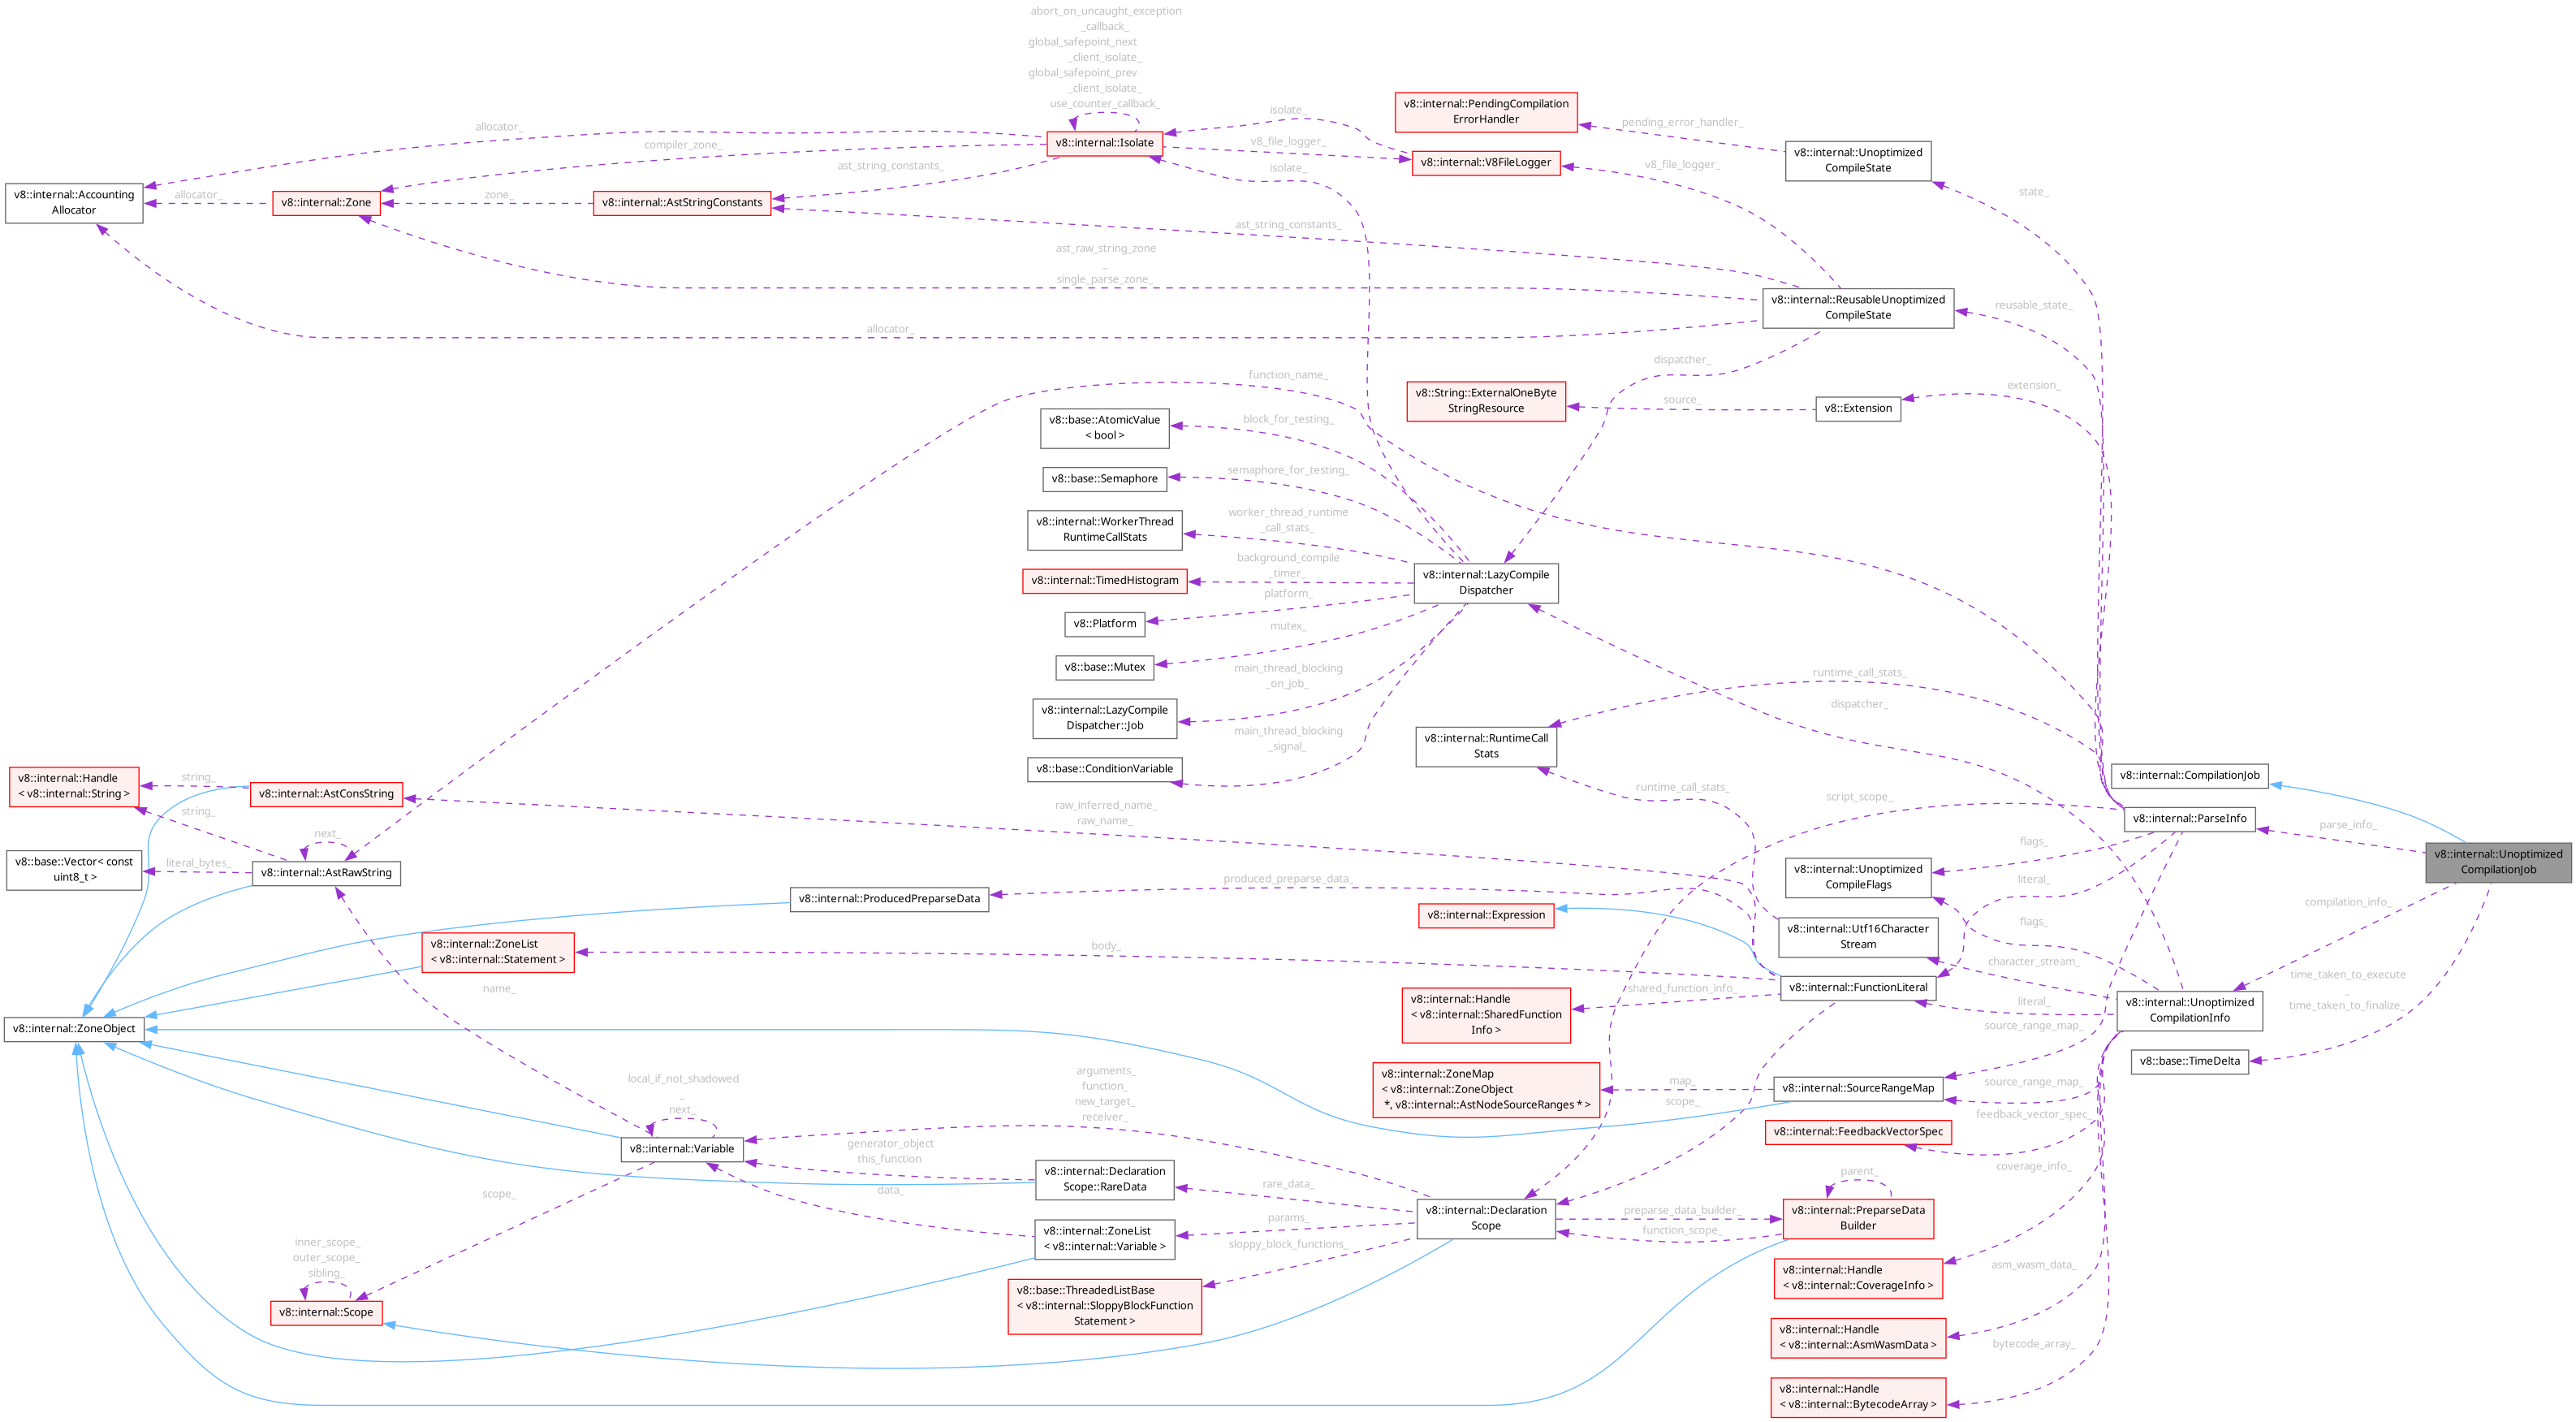 abort_on_uncaught_exception
_callback_
global_safepoint_next
_client_isolate_
global_safepoint_prev
_client_isolate_
use_counter_callback_
allocator_
compiler_zone_
ast_string_constants_
v8::internal::Isolate
isolate_
v8_file_logger_
isolate_
v8::internal::PendingCompilation
ErrorHandler
pending_error_handler_
v8::internal::Unoptimized
CompileState
v8::internal::V8FileLogger
v8_file_logger_
state_
v8::internal::Accounting
Allocator
allocator_
v8::internal::Zone
zone_
v8::internal::AstStringConstants
ast_string_constants_
ast_raw_string_zone
_
single_parse_zone_
allocator_
v8::internal::ReusableUnoptimized
CompileState
reusable_state_
dispatcher_
function_name_
v8::String::ExternalOneByte
StringResource
source_
v8::Extension
extension_
v8::base::AtomicValue
< bool >
block_for_testing_
v8::base::Semaphore
semaphore_for_testing_
v8::internal::WorkerThread
RuntimeCallStats
worker_thread_runtime
_call_stats_
v8::internal::TimedHistogram
background_compile
_timer_
v8::internal::LazyCompile
Dispatcher
v8::Platform
platform_
v8::base::Mutex
mutex_
v8::internal::LazyCompile
Dispatcher::Job
main_thread_blocking
_on_job_
v8::base::ConditionVariable
main_thread_blocking
_signal_
v8::internal::RuntimeCall
Stats
runtime_call_stats_
dispatcher_
runtime_call_stats_
script_scope_
v8::internal::CompilationJob
v8::internal::ParseInfo
parse_info_
v8::internal::Unoptimized
CompilationJob
v8::internal::Handle
< v8::internal::String >
string_
string_
v8::internal::AstConsString
raw_inferred_name_
raw_name_
v8::base::Vector< const
uint8_t >
literal_bytes_
next_
v8::internal::AstRawString
v8::internal::ProducedPreparseData
produced_preparse_data_
v8::internal::Unoptimized
CompileFlags
flags_
literal_
flags_
v8::internal::Expression
v8::internal::Utf16Character
Stream
character_stream_
compilation_info_
v8::internal::ZoneList
< v8::internal::Statement >
body_
name_
v8::internal::FunctionLiteral
literal_
v8::internal::Handle
< v8::internal::SharedFunction
Info >
shared_function_info_
v8::internal::Unoptimized
CompilationInfo
time_taken_to_execute
_
time_taken_to_finalize_
v8::internal::ZoneObject
source_range_map_
v8::base::TimeDelta
v8::internal::ZoneMap
< v8::internal::ZoneObject
*, v8::internal::AstNodeSourceRanges * >
map_
scope_
v8::internal::SourceRangeMap
source_range_map_
local_if_not_shadowed
_
next_
v8::internal::Variable
arguments_
function_
new_target_
receiver_
generator_object
this_function
data_
v8::internal::FeedbackVectorSpec
feedback_vector_spec_
v8::internal::Declaration
Scope::RareData
rare_data_
v8::internal::ZoneList
< v8::internal::Variable >
params_
sloppy_block_functions_
v8::internal::Declaration
Scope
preparse_data_builder_
function_scope_
parent_
v8::internal::PreparseData
Builder
coverage_info_
scope_
inner_scope_
outer_scope_
sibling_
v8::internal::Scope
v8::base::ThreadedListBase
< v8::internal::SloppyBlockFunction
Statement >
v8::internal::Handle
< v8::internal::CoverageInfo >
asm_wasm_data_
v8::internal::Handle
< v8::internal::AsmWasmData >
bytecode_array_
v8::internal::Handle
< v8::internal::BytecodeArray >